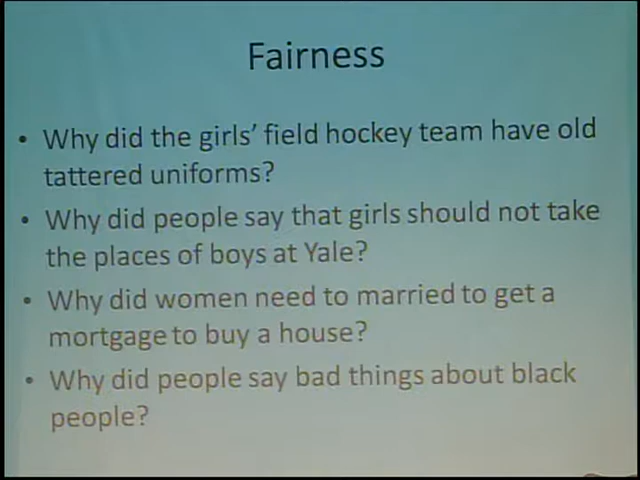 Fairness
• Why did the girls’ field hockey team have old
tattered uniforms?
• Why did people say that girls should not take
the places of boys at Yale?
• Why did women need to married to get a
mortgage to buy a house?
• Why did people say bad things about black
people?